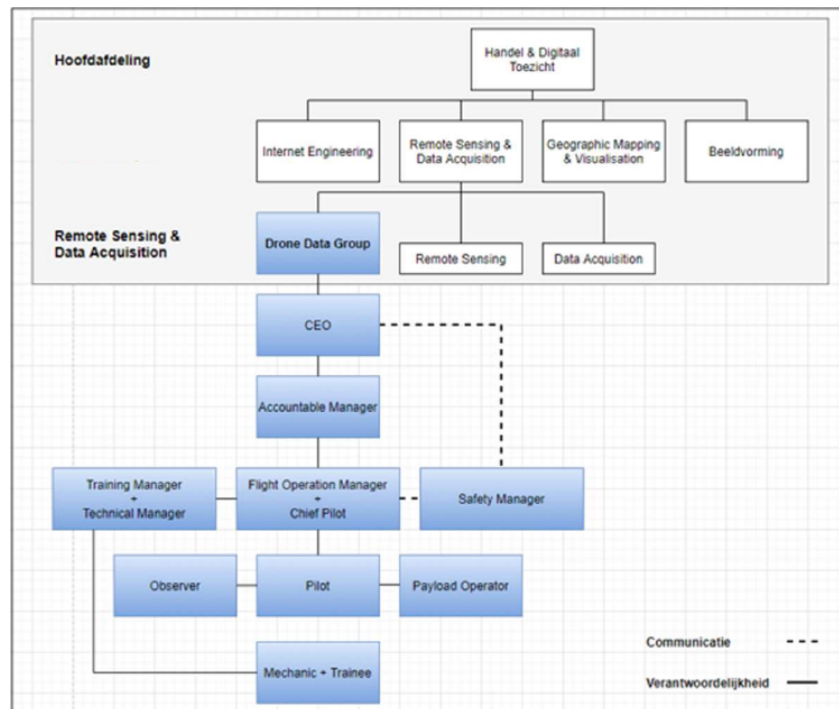 Hoofdafdeling
Handel & Digitaal
Toezicht
Internet Engineering
Remote Sensing &
Data Acquisition
Geographic Mapping
& Visualisation
Beeldvorming
Remote Sensing &
Data Acquisition
Drone Data Group
Remote Sensing
Data Acquisition
CEO
Accountable Manager
Training Manager
+
Technical Manager
Flight Operation Manager
+
Chief Pilot
Safety Manager
Observer
Pilot
Payload Operator
Mechanic + Trainee
Communicatie
Verantwoordelijkheid